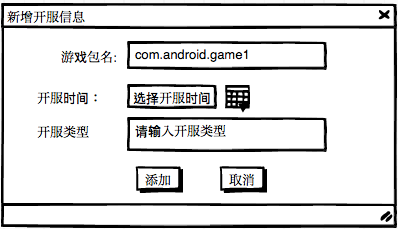 新增开服信息
游戏包名: com.android.game1
开服时间： 选择开服时间
开服类型 请输入开服类型
添加 取消